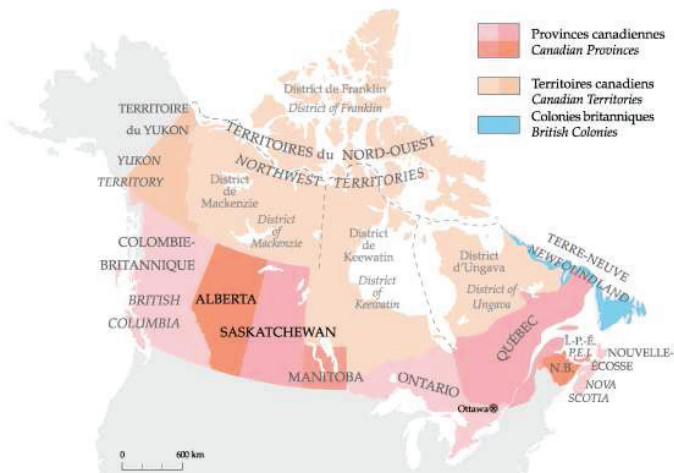 Provinces canadiennes
Canadian Provinces
Territoires canadiens
Canadian Territories
Colonies britanniques
British Colonies
District de Franklin
District of Franklin
TERRITOIRE
du YUKON
YUKON
TERRITORY
TERRITOIRES du NORD-OUEST
NORTHWEST TERRITORIES
District
de
Mackenzie
District
of
Mackenzie
District
de
Keewatin
District
of
Keewatin
District
d'Ungava
District of
Ungava
TERRE-NEUVE
NEWFOUNDLAND
COLOMBIE-
BRITANNIQUE
BRITISH
COLUMBIA
ALBERTA
SASKATCHEWAN
MANITOBA
ONTARIO
QUÉBEC
Î.-P.-É.
P.E.I.
N.B.
NOUVELLE-
ÉCOSSE
NOVA
SCOTIA
Ottawa
0 600 km